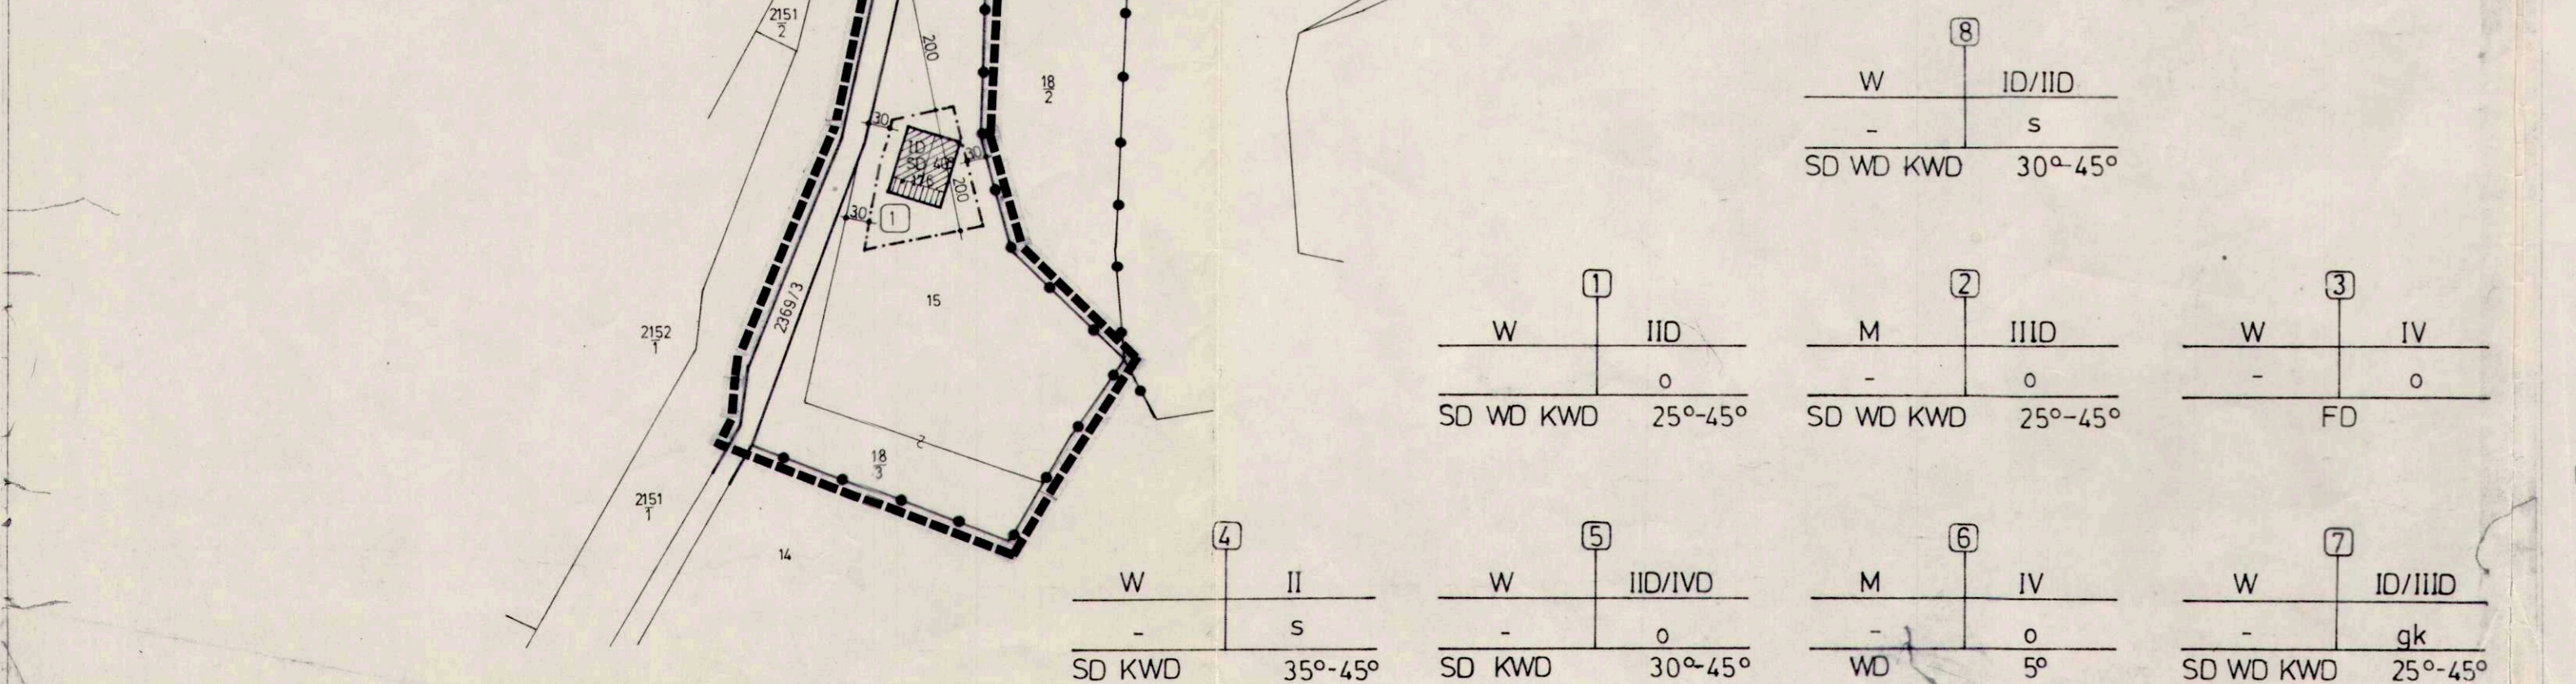 2151
2
200
18
2
30
ID
SD
30
200
30
1
15
2369/3
2152
1
18
3
2151
1
14
8
W ID/IID
- s
SD WD KWD 30°-45°
1
W IID
o
SD WD KWD 25°-45°
2
M IIID
- o
SD WD KWD 25°-45°
3
W IV
- o
FD
4
W II
- s
SD KWD 35°-45°
5
W IID/IVD
- o
SD KWD 30°-45°
6
M IV
- o
WD 5°
7
W ID/IIID
- gk
SD WD KWD 25°-45°